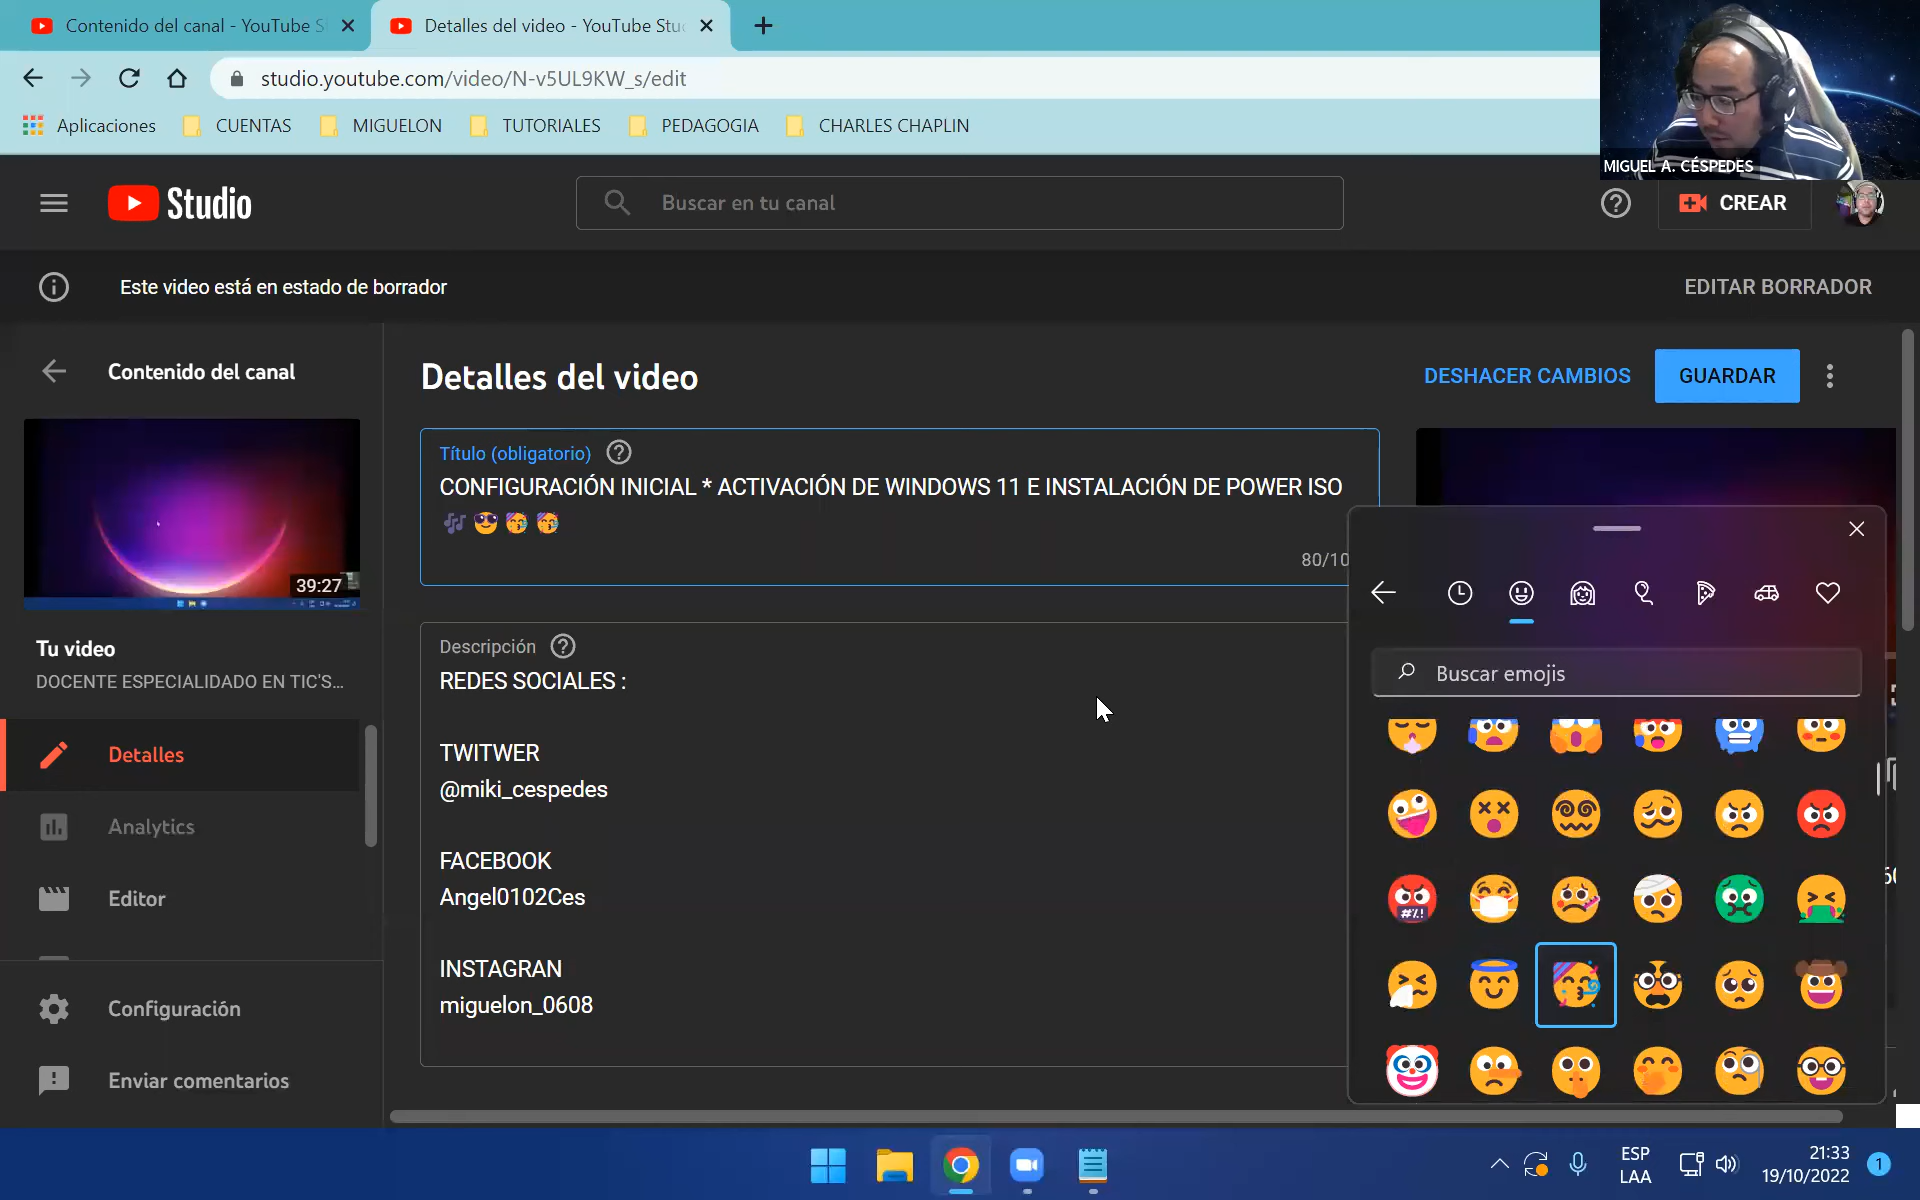 Contenido del canal - YouTube S
Detalles del video - YouTube Stu
studio.youtube.com/video/N-v5UL9KW_s/edit
Aplicaciones
CUENTAS
MIGUELON
TUTORIALES
PEDAGOGIA
CHARLES CHAPLIN
MIGUEL A. CÉSPEDES
Studio
Buscar en tu canal
CREAR
Este video está en estado de borrador
EDITAR BORRADOR
Contenido del canal
Detalles del video
DESHACER CAMBIOS
GUARDAR
39:27
Tu video
DOCENTE ESPECIALIDADO EN TIC'S...
Detalles
Analytics
Editor
Configuración
Enviar comentarios
Título (obligatorio)
CONFIGURACIÓN INICIAL * ACTIVACIÓN DE WINDOWS 11 E INSTALACIÓN DE POWER ISO
🎶 😎 🥳 🥳
80/10
Descripción
REDES SOCIALES :
TWITWER
@miki_cespedes
FACEBOOK
Angel0102Ces
INSTAGRAN
miguelon_0608
Buscar emojis
ESP
LAA
21:33
19/10/2022
1